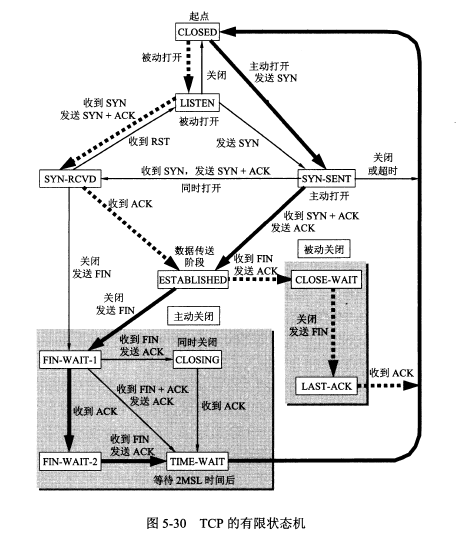 起点
CLOSED
被动打开
关闭
主动打开
发送 SYN
LISTEN
被动打开
收到 SYN
发送 SYN + ACK
收到 RST
发送 SYN
关闭
或超时
SYN-RCVD
收到 SYN，发送 SYN + ACK
同时打开
SYN-SENT
主动打开
收到 ACK
收到 SYN + ACK
发送 ACK
数据传送
阶段
关闭
发送 FIN
ESTABLISHED
收到 FIN
发送 ACK
被动关闭
CLOSE-WAIT
关闭
发送 FIN
关闭
发送 FIN
LAST-ACK
收到 ACK
主动关闭
FIN-WAIT-1
收到 FIN
发送 ACK
同时关闭
CLOSING
收到 ACK
收到 FIN + ACK
发送 ACK
收到 ACK
FIN-WAIT-2
收到 FIN
发送 ACK
TIME-WAIT
等待 2MSL 时间后
图 5-30 TCP 的有限状态机